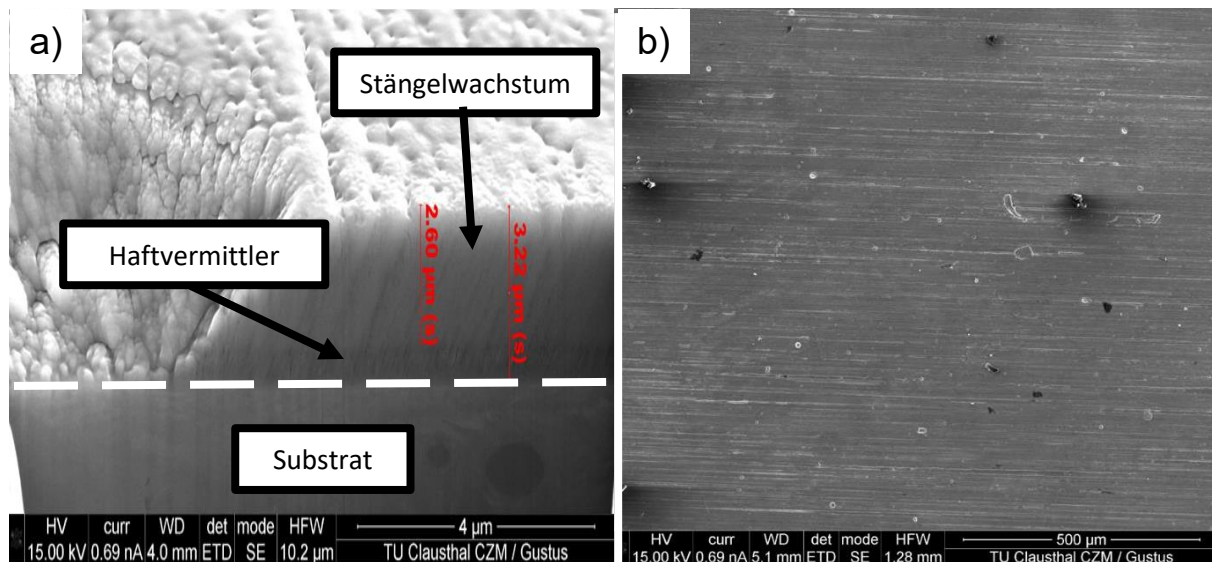 a)
Stängelwachstum
Haftvermittler
2.60 µm (s)
3.22 µm (s)
Substrat
HV curr WD det mode HFW 4 µm
15.00 kV 0.69 nA 4.0 mm ETD SE 10.2 µm TU Clausthal CZM / Gustus
b)
HV curr WD det mode HFW 500 µm
15.00 kV 0.69 nA 5.1 mm ETD SE 1.28 mm TU Clausthal CZM / Gustus